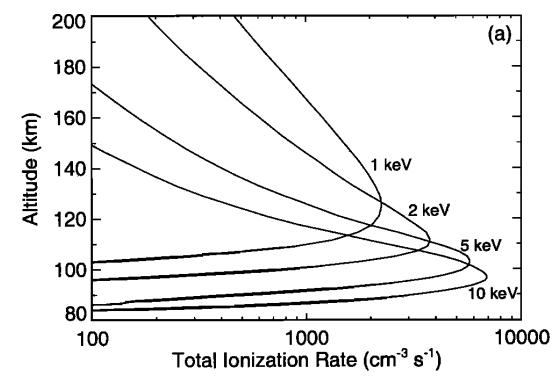 (a)
200
180
160
140
120
100
80
Altitude (km)
1 keV
2 keV
5 keV
10 keV
100
1000
10000
Total Ionization Rate (cm⁻³ s⁻¹)